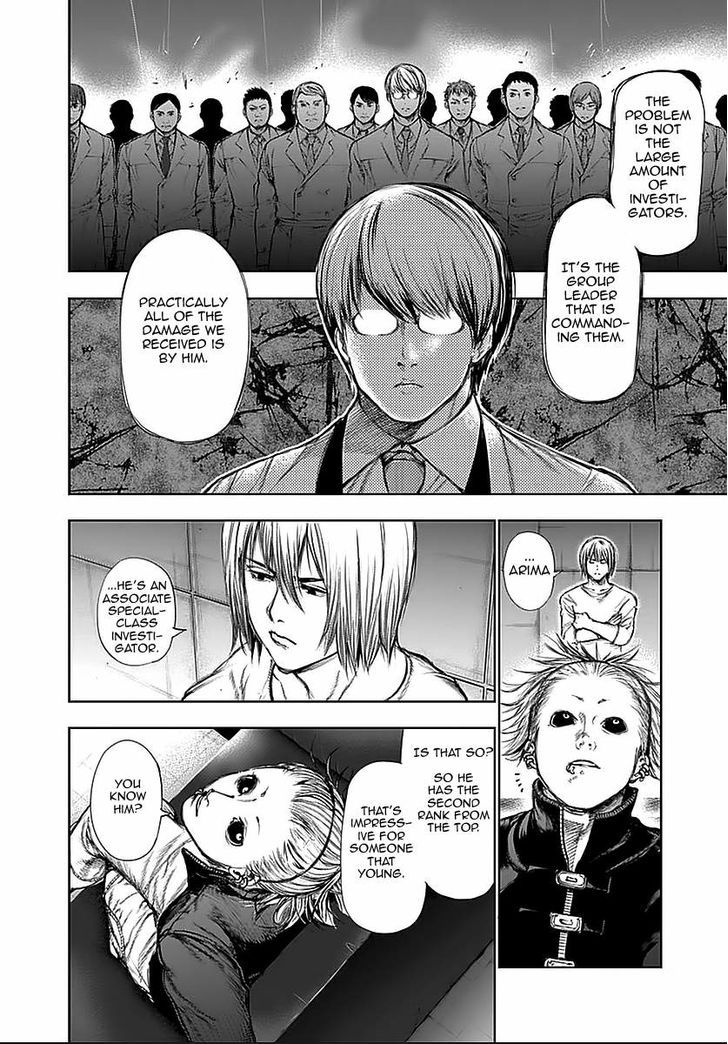 THE
PROBLEM
IS NOT
THE
LARGE
AMOUNT
OF
INVESTI-
GATORS.
IT'S THE
GROUP
LEADER
THAT IS
COMMAND-
ING THEM.
PRACTICALLY
ALL OF THE
DAMAGE WE
RECEIVED IS
BY HIM.
...
ARIMA
...HE'S AN
ASSOCIATE
SPECIAL-
CLASS
INVESTI-
GATOR.
IS THAT SO?
SO HE
HAS THE
SECOND
RANK FROM
THE TOP.
THAT'S
IMPRESS-
IVE FOR
SOMEONE
THAT
YOUNG.
YOU
KNOW
HIM?